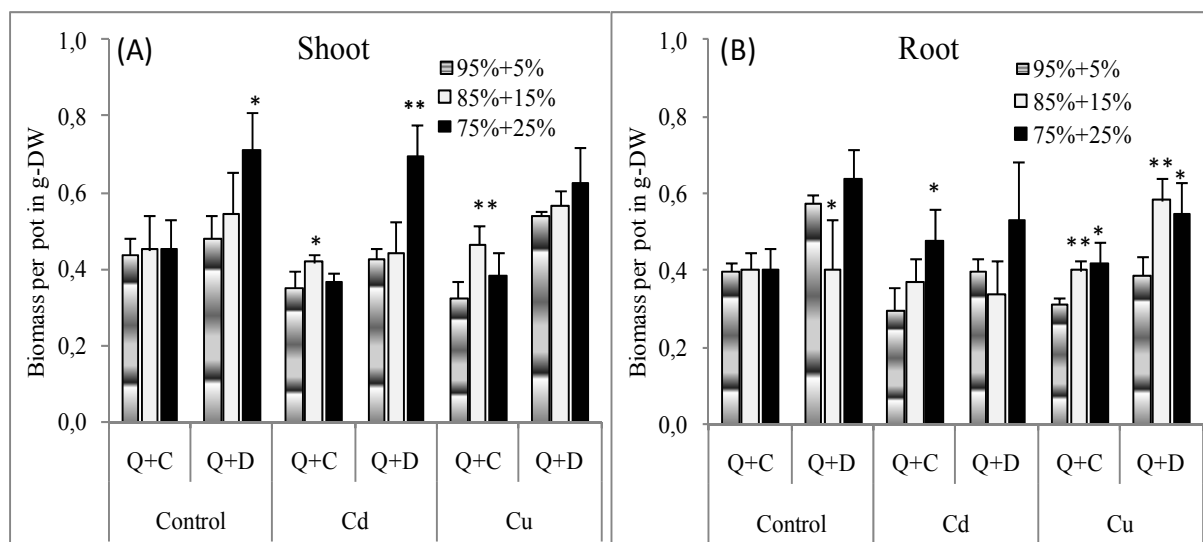 (A) Shoot
95%+5%
85%+15%
75%+25%
Biomass per pot in g-DW
1,0
0,8
0,6
0,4
0,2
0,0
* ** * **
Q+C Q+D Q+C Q+D Q+C Q+D
Control Cd Cu
(B) Root
95%+5%
85%+15%
75%+25%
Biomass per pot in g-DW
1,0
0,8
0,6
0,4
0,2
0,0
* * ** * ** *
Q+C Q+D Q+C Q+D Q+C Q+D
Control Cd Cu